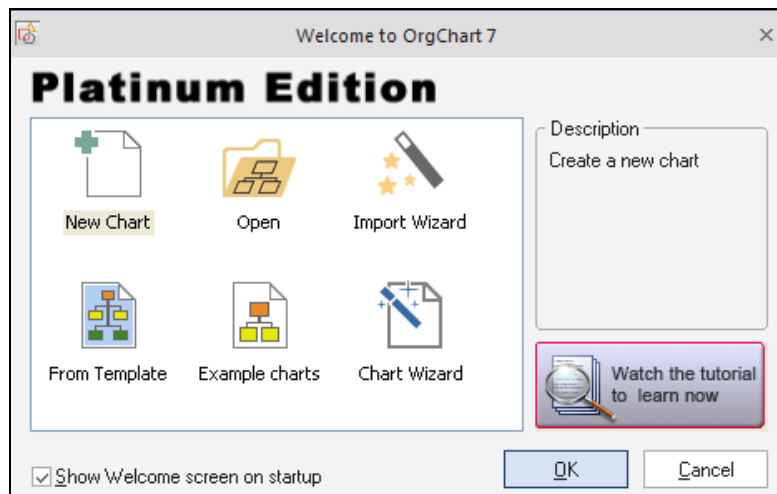 Welcome to OrgChart 7
Platinum Edition
New Chart
Open
Import Wizard
From Template
Example charts
Chart Wizard
Description
Create a new chart
Watch the tutorial
to learn now
Show Welcome screen on startup
OK
Cancel